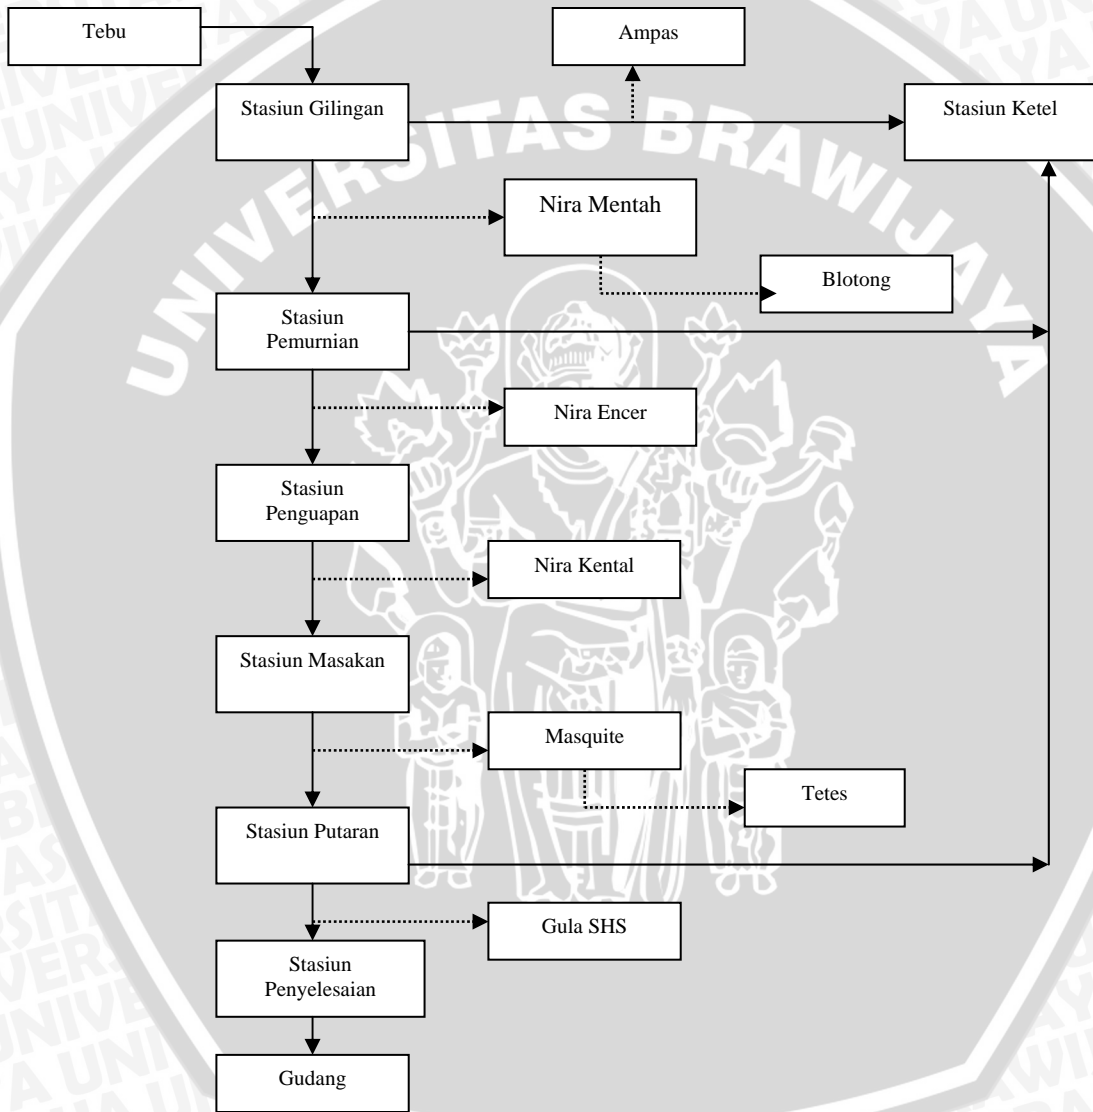 Tebu
Ampas
Stasiun Gilingan
Stasiun Ketel
UNIVERSITAS BRAWIJAYA
Nira Mentah
Blotong
Stasiun
Pemurnian
Nira Encer
Stasiun
Penguapan
Nira Kental
Stasiun Masakan
Masquite
Tetes
Stasiun Putaran
Gula SHS
Stasiun
Penyelesaian
Gudang